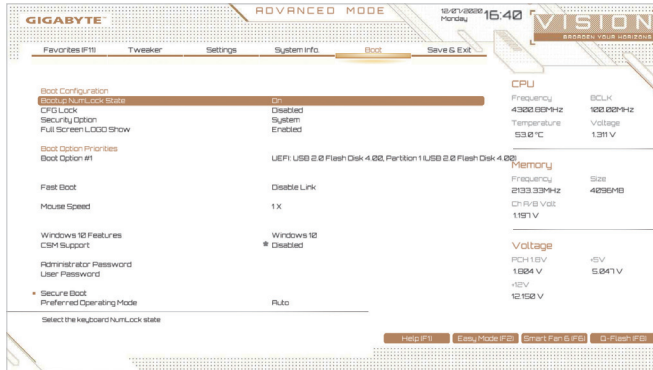 GIGABYTE™
ADVANCED MODE
12/07/2020 Monday 16:40
VISION
BROADEN YOUR HORIZONS
Favorites (F11) Tweaker Settings System Info. Boot Save & Exit
Boot Configuration
Bootup NumLock State On
CFG Lock Disabled
Security Option System
Full Screen LOGO Show Enabled
Boot Option Priorities
Boot Option #1 UEFI: USB 2.0 Flash Disk 4.00, Partition 1 (USB 2.0 Flash Disk 4.00)
Fast Boot Disable Link
Mouse Speed 1 X
Windows 10 Features Windows 10
CSM Support * Disabled
Administrator Password
User Password
Secure Boot
Preferred Operating Mode Auto
Select the keyboard NumLock state
CPU
Frequency BCLK
4300.88MHz 100.00MHz
Temperature Voltage
53.0 °C 1.311 V
Memory
Frequency Size
2133.33MHz 4096MB
Ch A/B Volt
1.197 V
Voltage
PCH 1.8V +5V
1.804 V 5.047 V
+12V
12.150 V
Help (F1) Easy Mode (F2) Smart Fan 6 (F6) Q-Flash (F8)